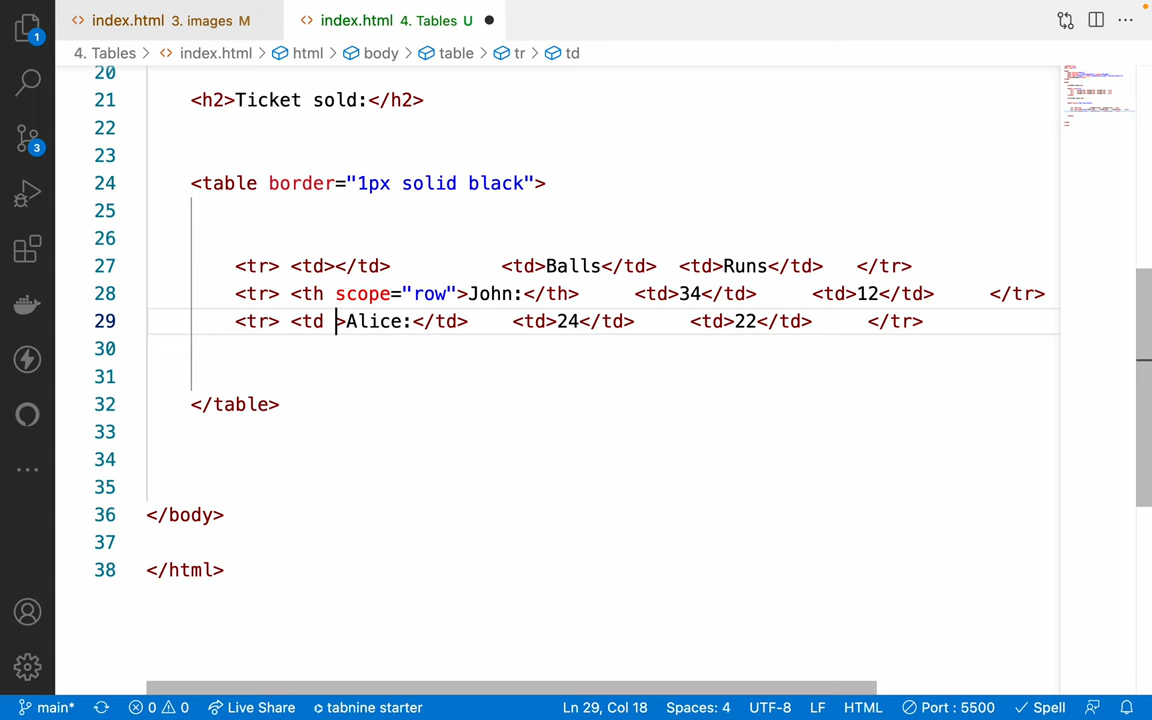 index.html 3. images M index.html 4. Tables U
4. Tables index.html html body table tr td
20
21 <h2>Ticket sold:</h2>
22
23
24 <table border="1px solid black">
25
26
27 <tr> <td></td> <td>Balls</td> <td>Runs</td> </tr>
28 <tr> <th scope="row">John:</th> <td>34</td> <td>12</td> </tr>
29 <tr> <td >Alice:</td> <td>24</td> <td>22</td> </tr>
30
31
32 </table>
33
34
35
36 </body>
37
38 </html>
1
3
main* 0 0 Live Share tabnine starter Ln 29, Col 18 Spaces: 4 UTF-8 LF HTML Port : 5500 Spell